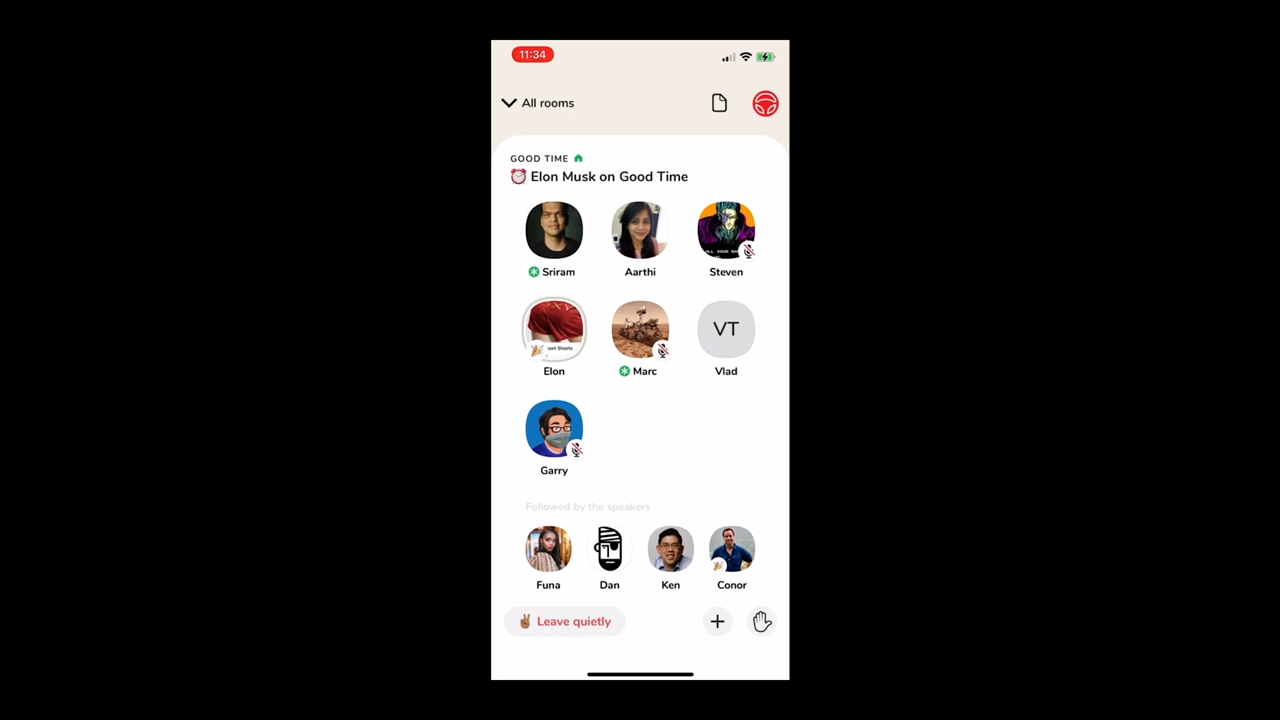 11:34
All rooms
GOOD TIME
Elon Musk on Good Time
Sriram
Aarthi
Steven
Elon
Marc
VT
Vlad
Garry
Followed by the speakers
Funa
Dan
Ken
Conor
Leave quietly